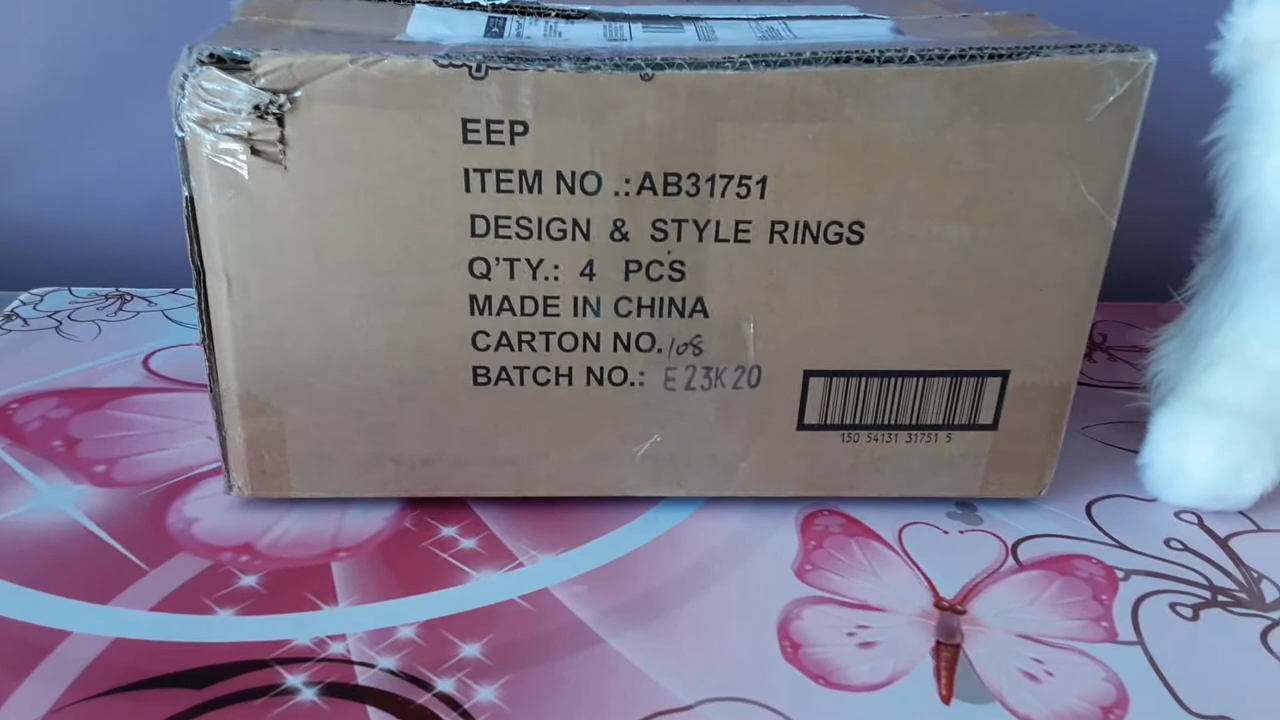 EEP
ITEM NO .: AB31751
DESIGN & STYLE RINGS
Q'TY.: 4 PCS
MADE IN CHINA
CARTON NO. 108
BATCH NO.: E23K20
150 54131 31751 5